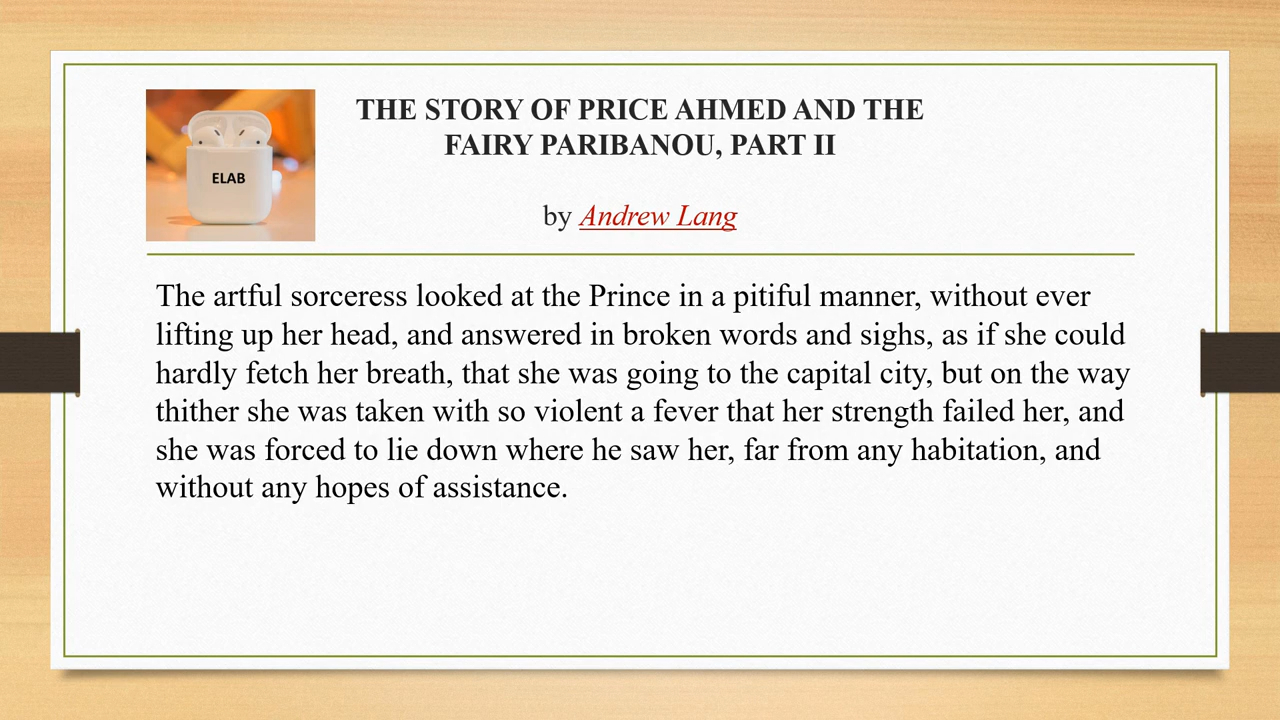 ELAB
THE STORY OF PRICE AHMED AND THE
FAIRY PARIBANOU, PART II
by Andrew Lang
The artful sorceress looked at the Prince in a pitiful manner, without ever
lifting up her head, and answered in broken words and sighs, as if she could
hardly fetch her breath, that she was going to the capital city, but on the way
thither she was taken with so violent a fever that her strength failed her, and
she was forced to lie down where he saw her, far from any habitation, and
without any hopes of assistance.